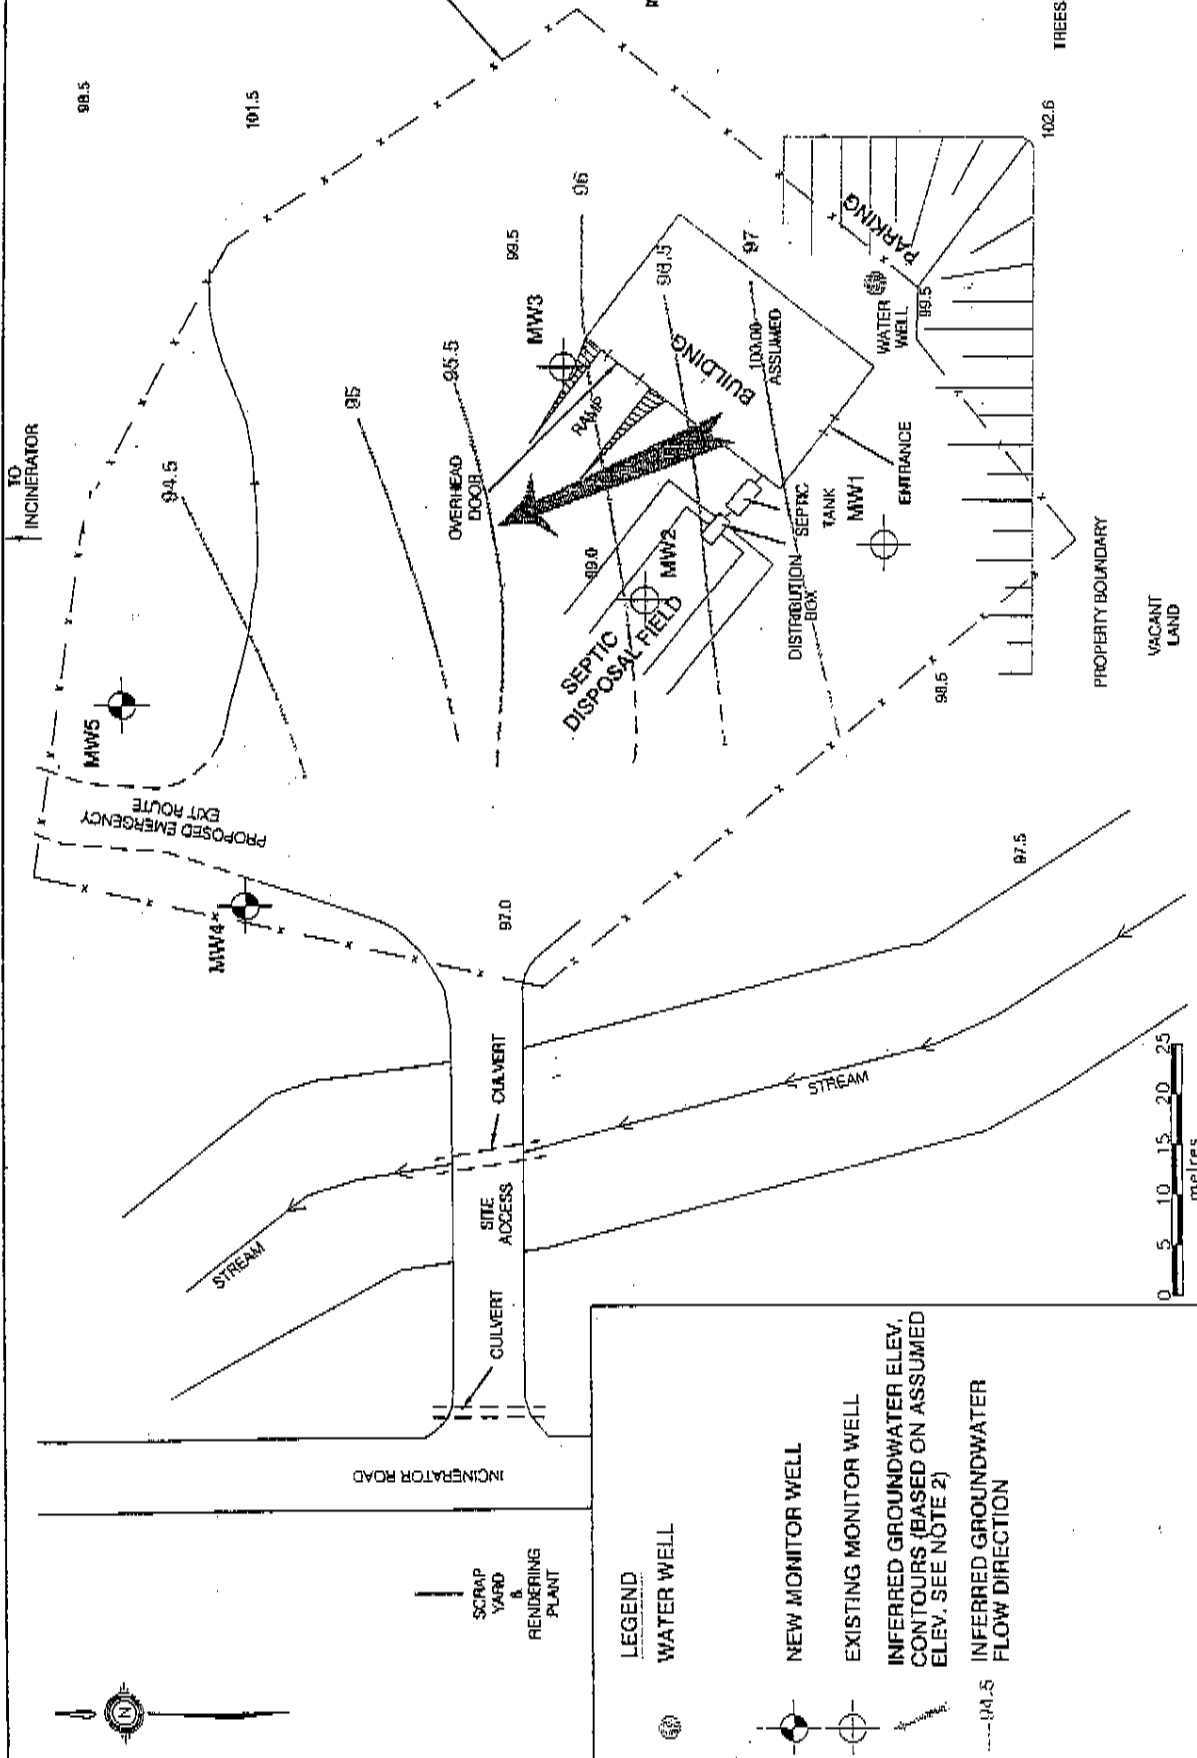 TO
INCINERATOR
98.5
101.5
94.5
MW5
PROPOSED EMERGENCY
EXIT ROUTE
MW4
95
95.5
OVERHEAD
DOOR
99.5
MW3
96
RAMP
BUILDING
96.5
97
100.00
ASSUMED
99.0
MW2
SEPTIC
DISPOSAL FIELD
SEPTIC
TANK
DISTRIBUTION
BOX
MW1
ENTRANCE
WATER
WELL
99.5
PARKING
102.6
TREES
98.5
PROPERTY BOUNDARY
VACANT
LAND
97.0
97.5
CULVERT
STREAM
STREAM
SITE
ACCESS
CULVERT
INCINERATOR ROAD
SCRAP
YARD
&
RENDERING
PLANT
N
0 5 10 15 20 25
metres
LEGEND
WATER WELL
NEW MONITOR WELL
EXISTING MONITOR WELL
INFERRED GROUNDWATER ELEV.
CONTOURS (BASED ON ASSUMED
ELEV. SEE NOTE 2)
94.5
INFERRED GROUNDWATER
FLOW DIRECTION